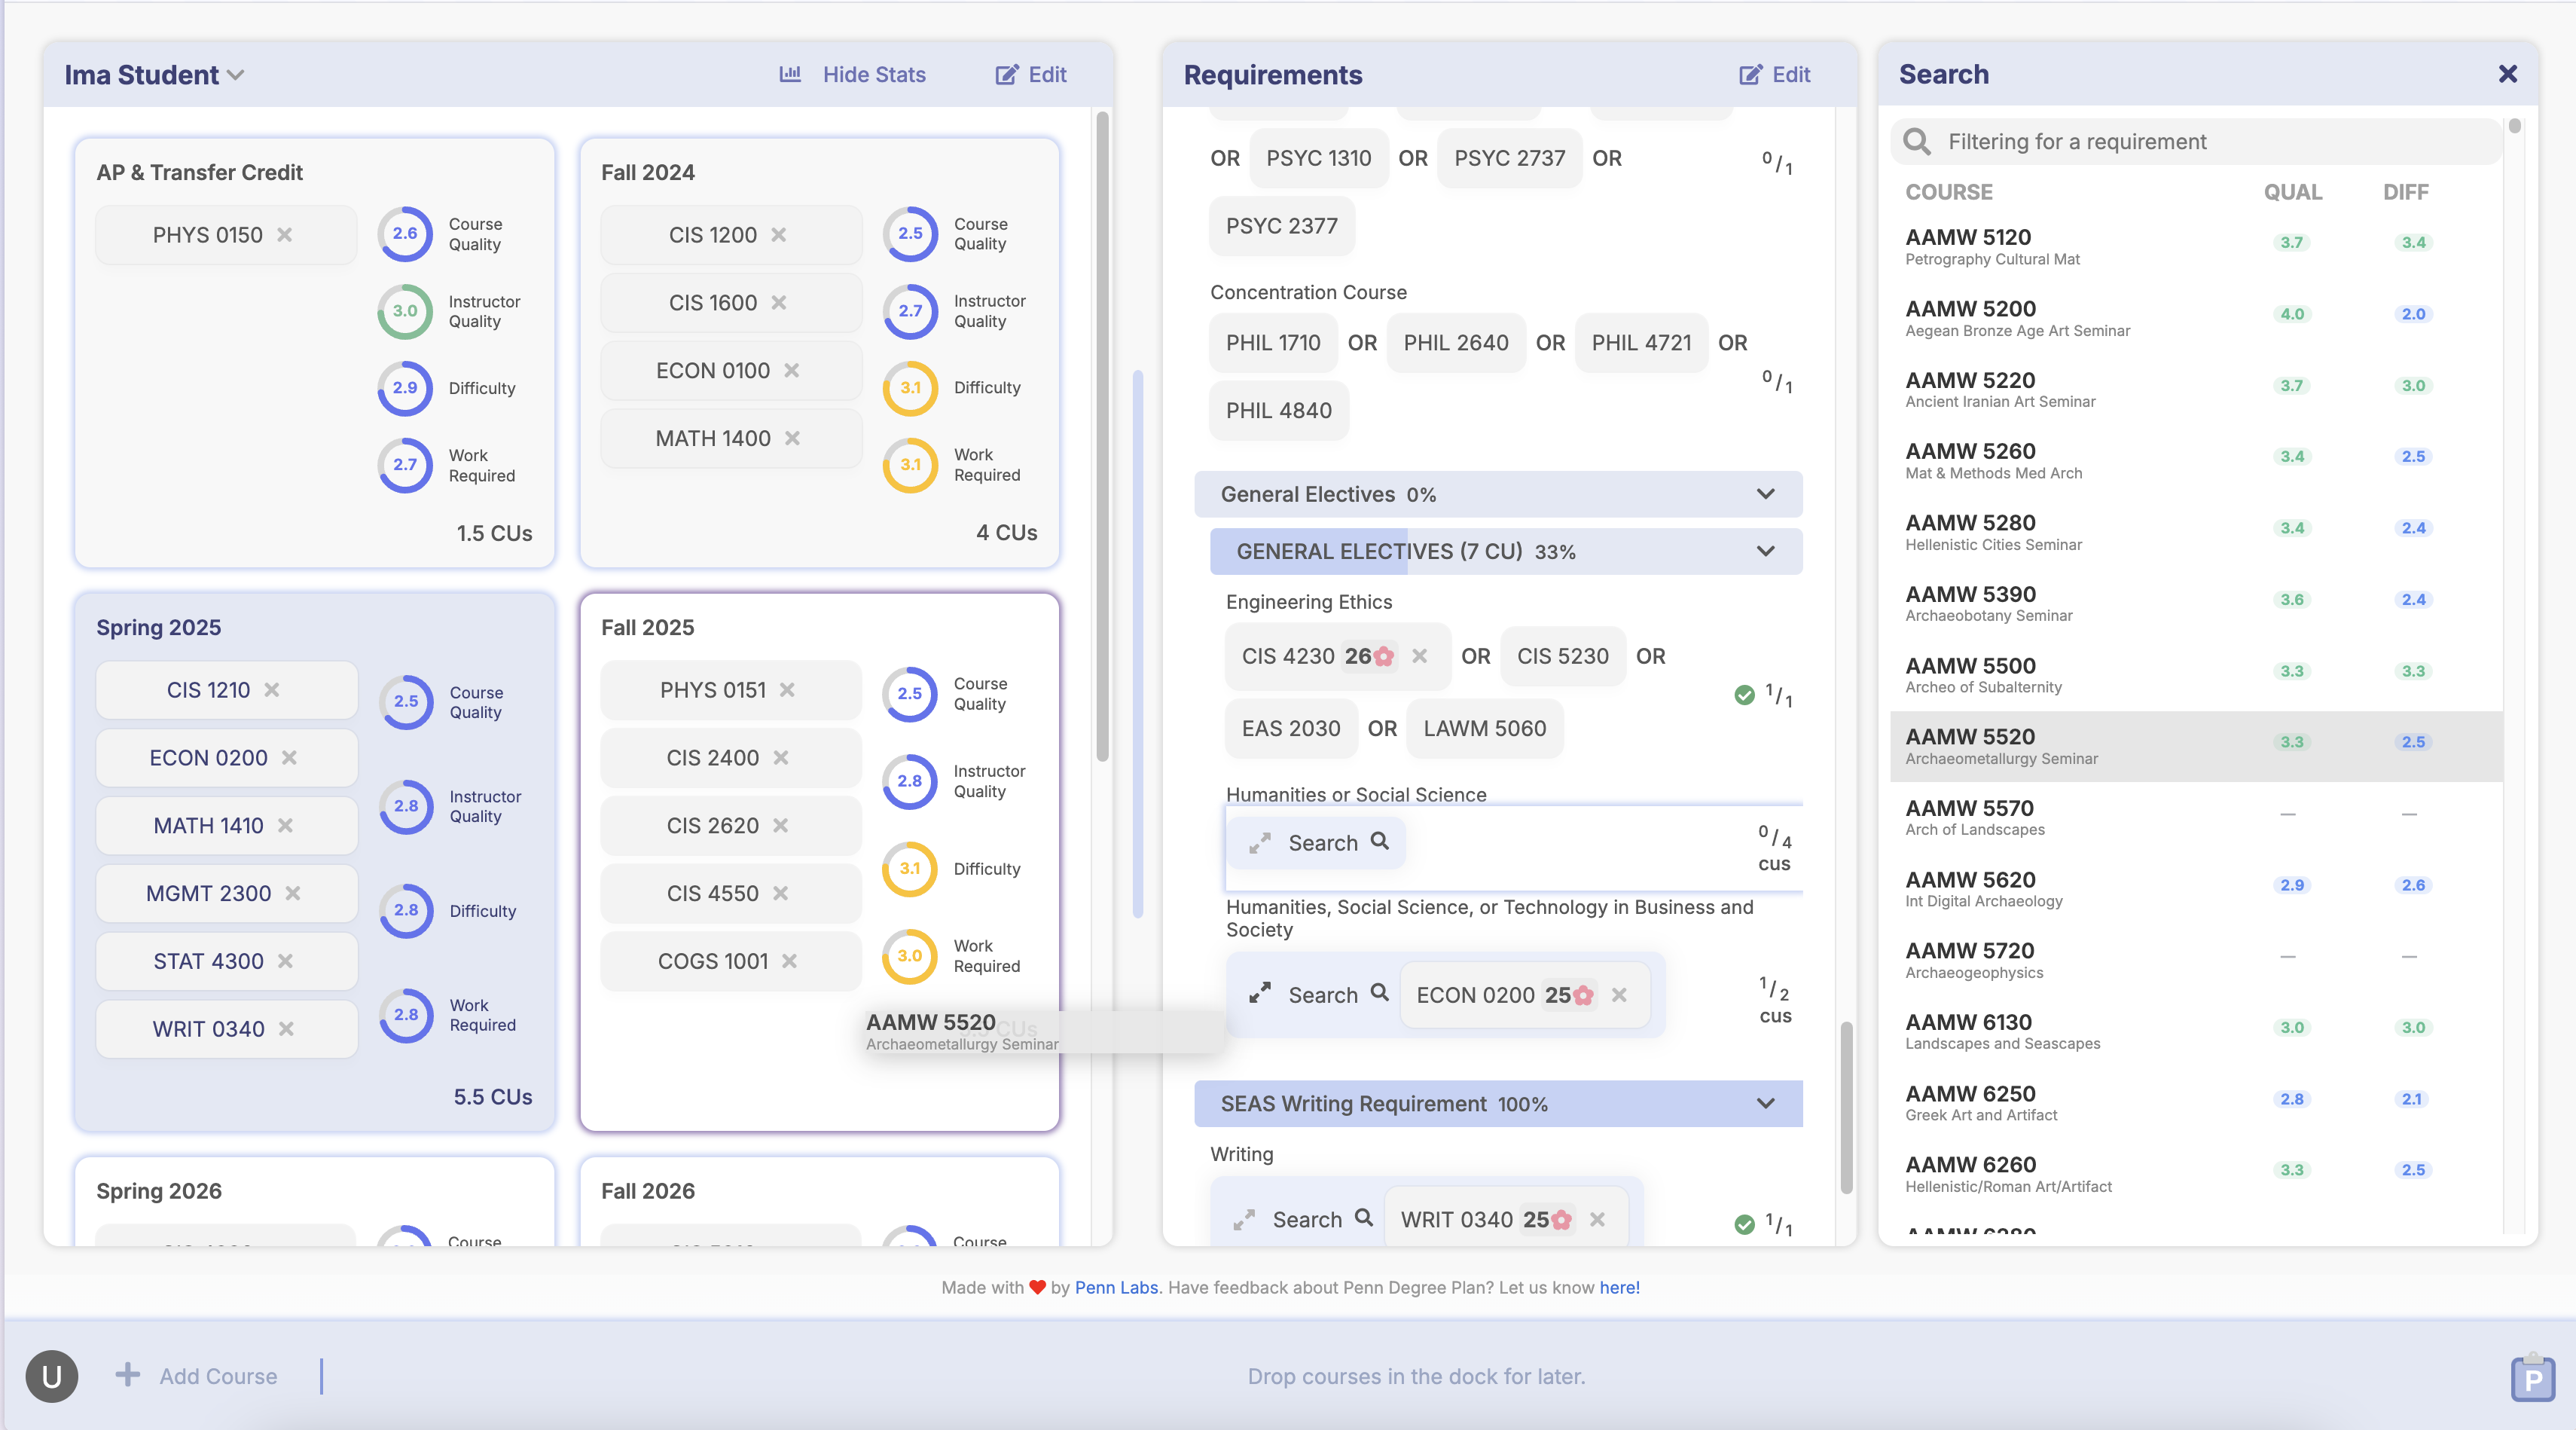 Ima Student
Hide Stats
Edit
AP & Transfer Credit
PHYS 0150
2.6 Course Quality
3.0 Instructor Quality
2.9 Difficulty
2.7 Work Required
1.5 CUs
Fall 2024
CIS 1200
CIS 1600
ECON 0100
MATH 1400
2.5 Course Quality
2.7 Instructor Quality
3.1 Difficulty
3.1 Work Required
4 CUs
Spring 2025
CIS 1210
ECON 0200
MATH 1410
MGMT 2300
STAT 4300
WRIT 0340
2.5 Course Quality
2.8 Instructor Quality
2.8 Difficulty
2.8 Work Required
5.5 CUs
Fall 2025
PHYS 0151
CIS 2400
CIS 2620
CIS 4550
COGS 1001
2.5 Course Quality
2.8 Instructor Quality
3.1 Difficulty
3.0 Work Required
CUs
AAMW 5520
Archaeometallurgy Seminar
Spring 2026
Course
Fall 2026
Course
Requirements
Edit
OR PSYC 1310 OR PSYC 2737 OR
PSYC 2377
0/1
Concentration Course
PHIL 1710 OR PHIL 2640 OR PHIL 4721 OR
PHIL 4840
0/1
General Electives 0%
GENERAL ELECTIVES (7 CU) 33%
Engineering Ethics
CIS 4230 26 OR CIS 5230 OR
EAS 2030 OR LAWM 5060
1/1
Humanities or Social Science
Search
0/4
cus
Humanities, Social Science, or Technology in Business and
Society
Search ECON 0200 25
1/2
cus
SEAS Writing Requirement 100%
Writing
Search WRIT 0340 25
1/1
Search
Filtering for a requirement
COURSE QUAL DIFF
AAMW 5120 3.7 3.4
Petrography Cultural Mat
AAMW 5200 4.0 2.0
Aegean Bronze Age Art Seminar
AAMW 5220 3.7 3.0
Ancient Iranian Art Seminar
AAMW 5260 3.4 2.5
Mat & Methods Med Arch
AAMW 5280 3.4 2.4
Hellenistic Cities Seminar
AAMW 5390 3.6 2.4
Archaeobotany Seminar
AAMW 5500 3.3 3.3
Archeo of Subalternity
AAMW 5520 3.3 2.5
Archaeometallurgy Seminar
AAMW 5570 — —
Arch of Landscapes
AAMW 5620 2.9 2.6
Int Digital Archaeology
AAMW 5720 — —
Archaeogeophysics
AAMW 6130 3.0 3.0
Landscapes and Seascapes
AAMW 6250 2.8 2.1
Greek Art and Artifact
AAMW 6260 3.3 2.5
Hellenistic/Roman Art/Artifact
Made with ❤ by Penn Labs. Have feedback about Penn Degree Plan? Let us know here!
U
Add Course
Drop courses in the dock for later.
P